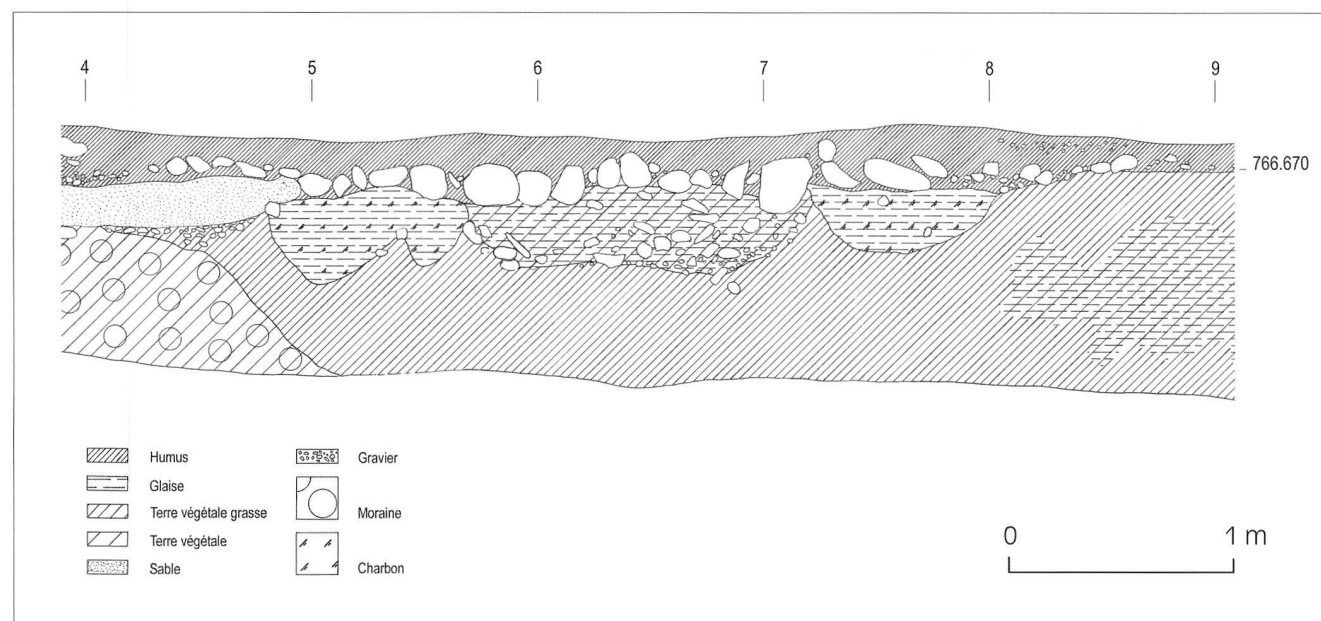 4 5 6 7 8 9
766.670
Humus
Glaise
Terre végétale grasse
Terre végétale
Sable
Gravier
Moraine
Charbon
0 1 m